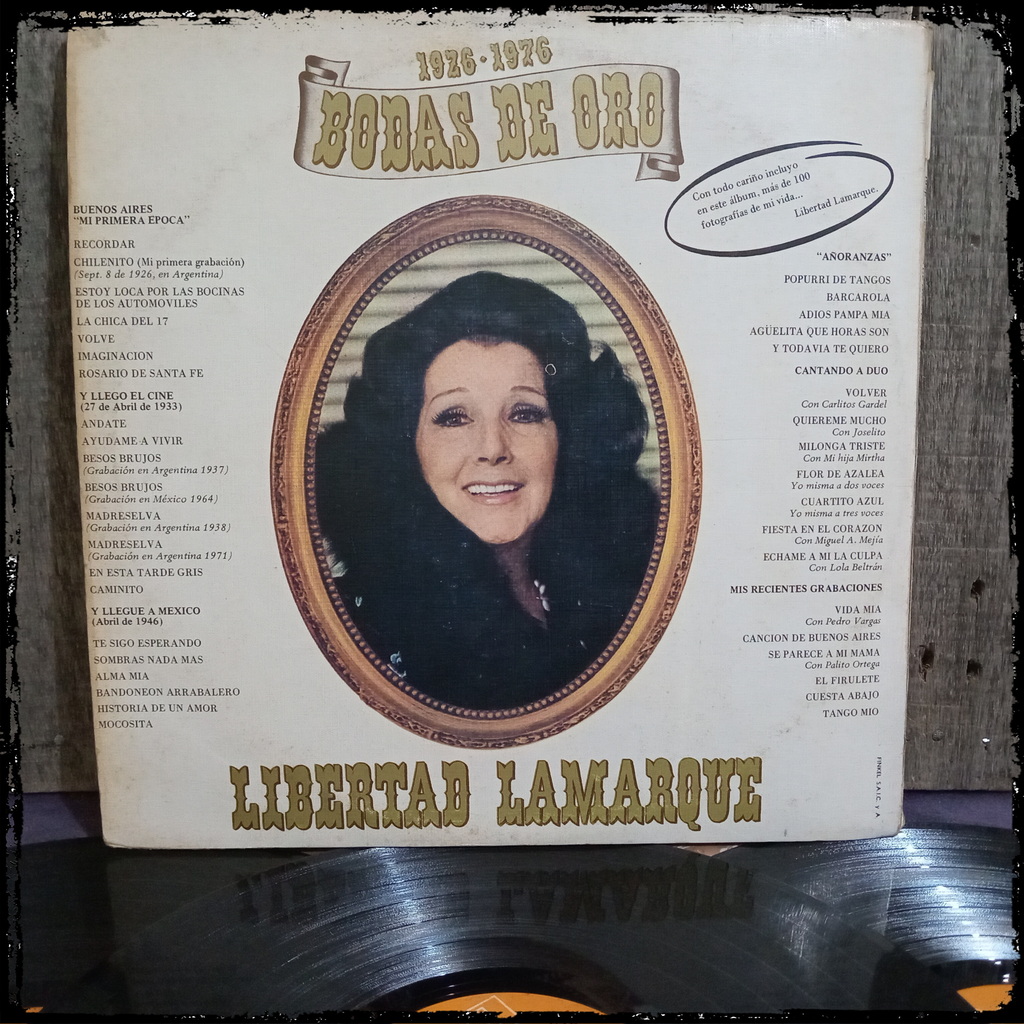 1926 · 1976
BODAS DE ORO
Con todo cariño incluyo
en este álbum, más de 100
fotografías de mi vida...
Libertad Lamarque.
BUENOS AIRES
"MI PRIMERA EPOCA"
RECORDAR
CHILENITO (Mi primera grabación)
(Sept. 8 de 1926, en Argentina)
ESTOY LOCA POR LAS BOCINAS
DE LOS AUTOMOVILES
LA CHICA DEL 17
VOLVE
IMAGINACION
ROSARIO DE SANTA FE
Y LLEGO EL CINE
(27 de Abril de 1933)
ANDATE
AYUDAME A VIVIR
BESOS BRUJOS
(Grabación en Argentina 1937)
BESOS BRUJOS
(Grabación en México 1964)
MADRESELVA
(Grabación en Argentina 1938)
MADRESELVA
(Grabación en Argentina 1971)
EN ESTA TARDE GRIS
CAMINITO
Y LLEGUE A MEXICO
(Abril de 1946)
TE SIGO ESPERANDO
SOMBRAS NADA MAS
ALMA MIA
BANDONEON ARRABALERO
HISTORIA DE UN AMOR
MOCOSITA
"AÑORANZAS"
POPURRI DE TANGOS
BARCAROLA
ADIOS PAMPA MIA
AGÜELITA QUE HORAS SON
Y TODAVIA TE QUIERO
CANTANDO A DUO
VOLVER
Con Carlitos Gardel
QUIEREME MUCHO
Con Joselito
MILONGA TRISTE
Con Mi hija Mirtha
FLOR DE AZALEA
Yo misma a dos voces
CUARTITO AZUL
Yo misma a tres voces
FIESTA EN EL CORAZON
Con Miguel A. Mejía
ECHAME A MI LA CULPA
Con Lola Beltrán
MIS RECIENTES GRABACIONES
VIDA MIA
Con Pedro Vargas
CANCION DE BUENOS AIRES
SE PARECE A MI MAMA
Con Palito Ortega
EL FIRULETE
CUESTA ABAJO
TANGO MIO
FINKEL S.A.I.C. y A.
LIBERTAD LAMARQUE